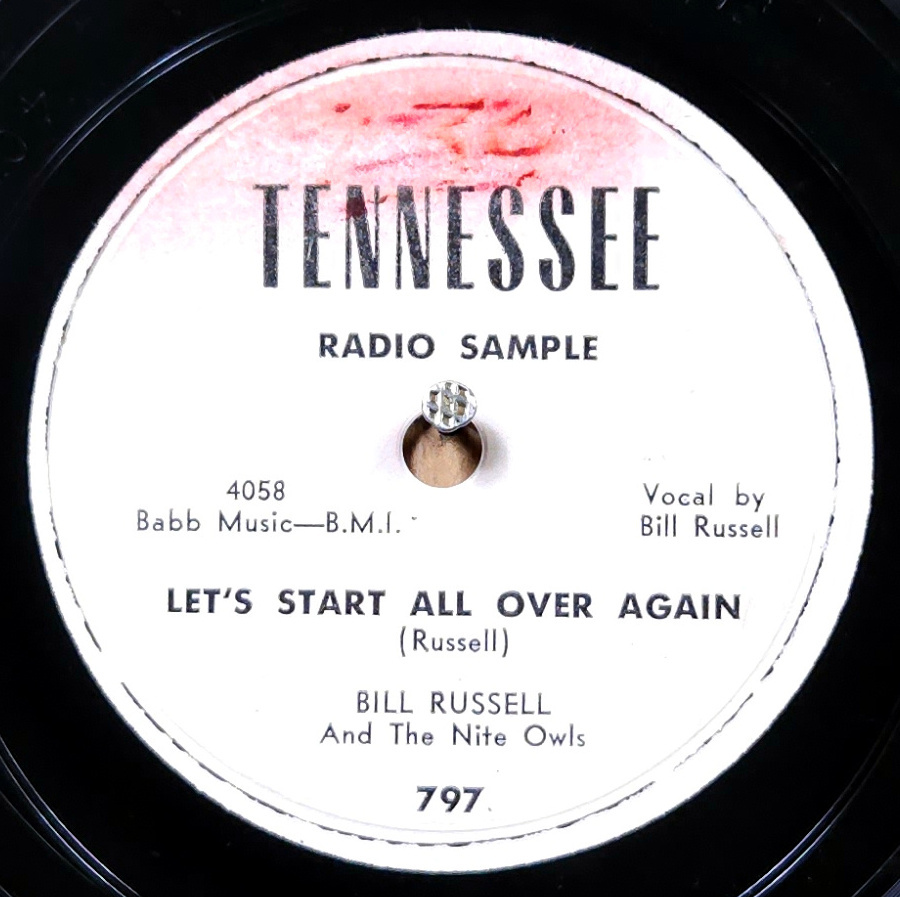 TENNESSEE
RADIO SAMPLE
4058
Babb Music—B.M.I.
Vocal by
Bill Russell
LET'S START ALL OVER AGAIN
(Russell)
BILL RUSSELL
And The Nite Owls
797